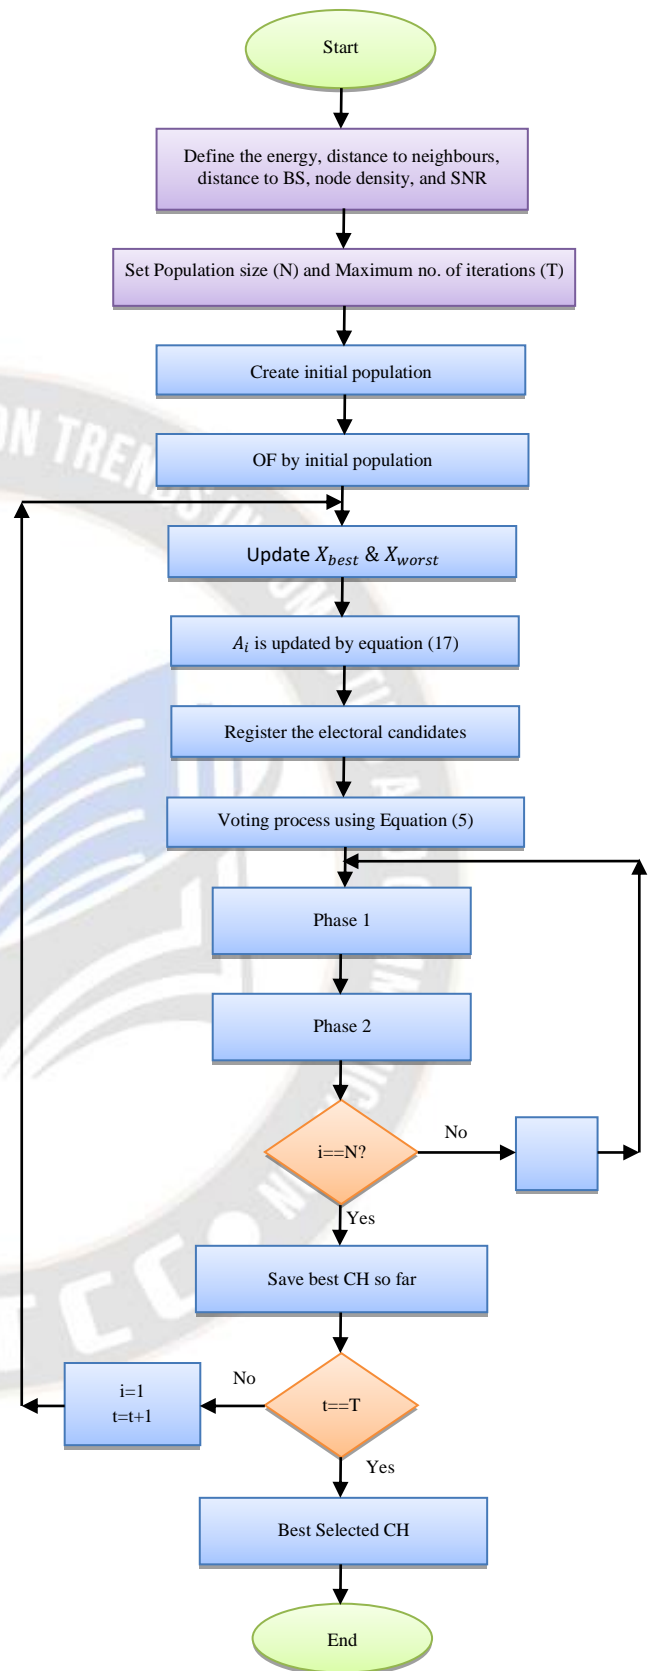 Start
Define the energy, distance to neighbours,
distance to BS, node density, and SNR
Set Population size (N) and Maximum no. of iterations (T)
Create initial population
OF by initial population
Update X_best & X_worst
A_i is updated by equation (17)
Register the electoral candidates
Voting process using Equation (5)
Phase 1
Phase 2
i==N?
No
Yes
Save best CH so far
t==T
No
i=1
t=t+1
Yes
Best Selected CH
End